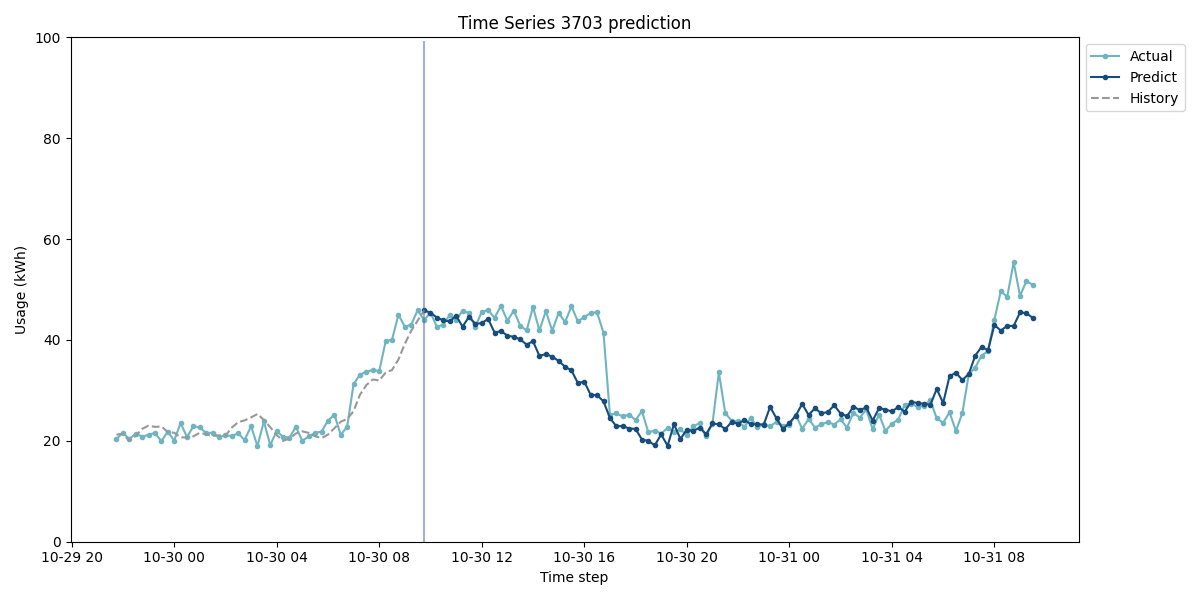 Time Series 3703 prediction
100
80
60
40
20
0
Usage (kWh)
10-29 20
10-30 00
10-30 04
10-30 08
10-30 12
10-30 16
10-30 20
10-31 00
10-31 04
10-31 08
Time step
Actual
Predict
History